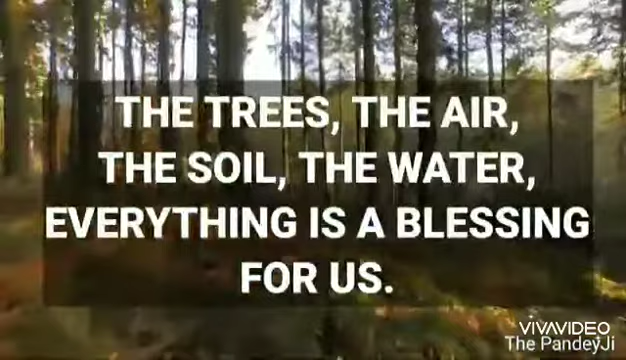 THE TREES, THE AIR,
THE SOIL, THE WATER,
EVERYTHING IS A BLESSING
FOR US.
VIVAVIDEO
The PandeyJi